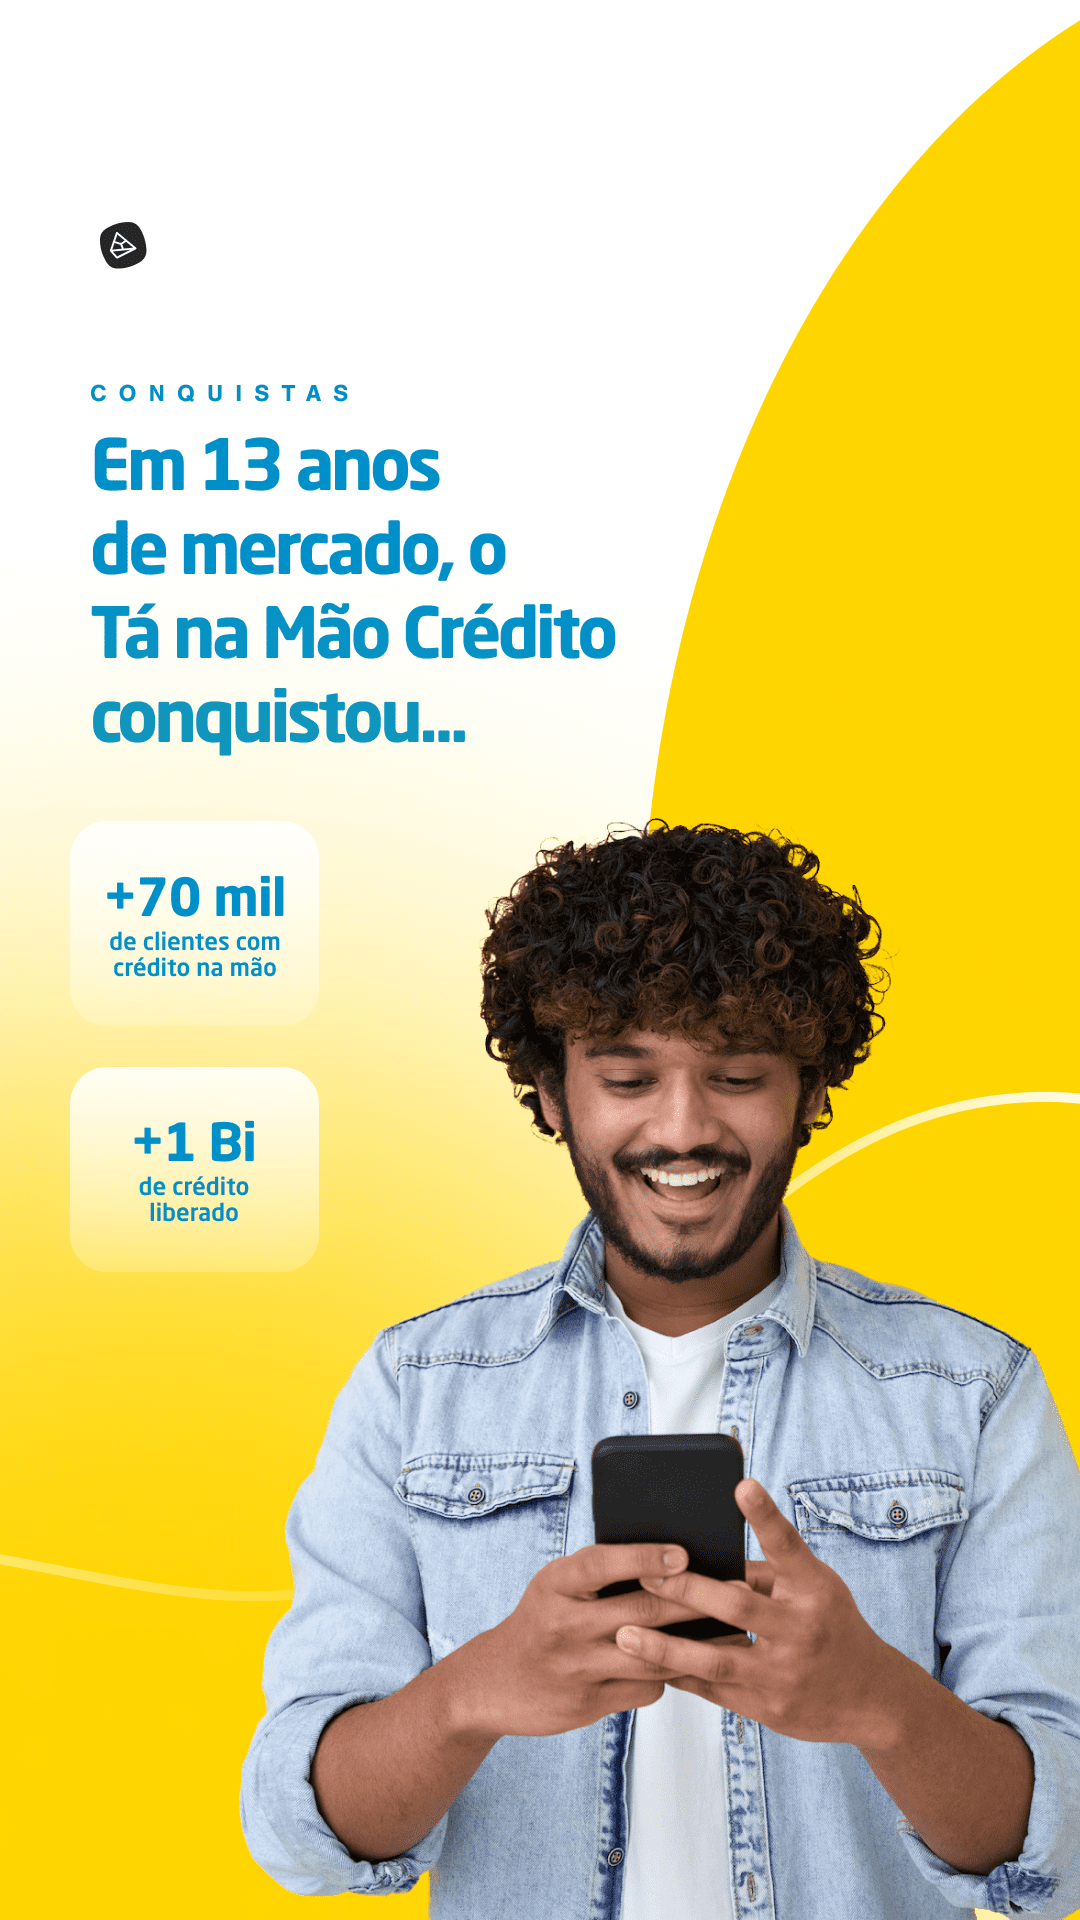 CONQUISTAS
Em 13 anos
de mercado, o
Tá na Mão Crédito
conquistou...
+70 mil
de clientes com
crédito na mão
+1 Bi
de crédito
liberado